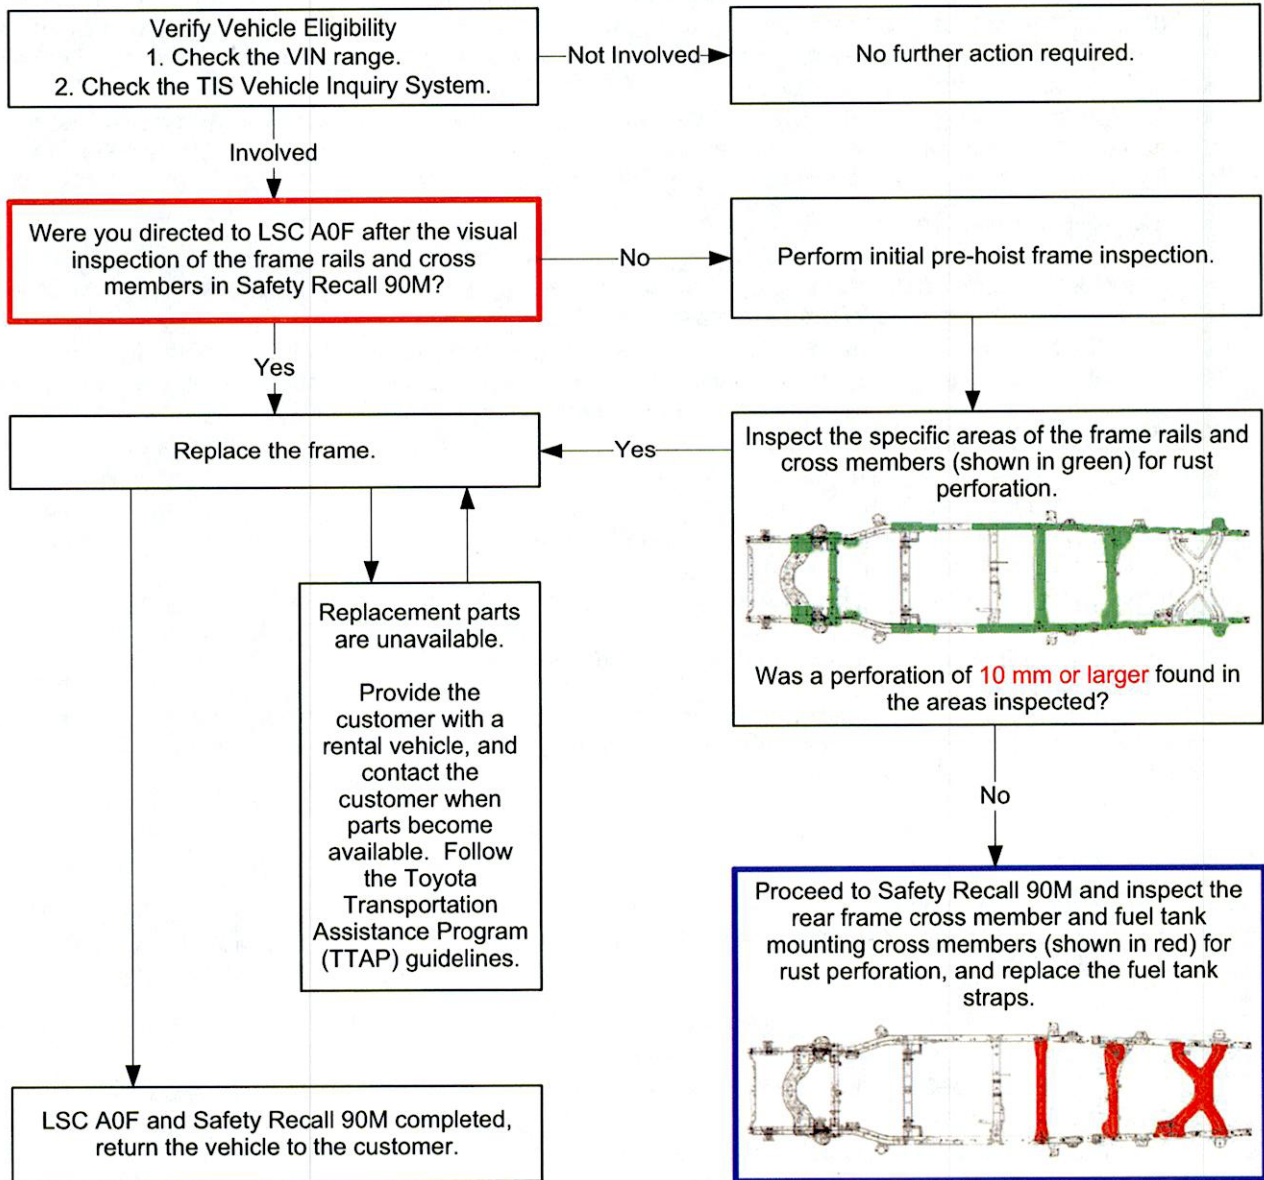 Verify Vehicle Eligibility
1. Check the VIN range.
2. Check the TIS Vehicle Inquiry System.
Not Involved
No further action required.
Involved
Were you directed to LSC A0F after the visual
inspection of the frame rails and cross
members in Safety Recall 90M?
No
Perform initial pre-hoist frame inspection.
Yes
Replace the frame.
Yes
Inspect the specific areas of the frame rails and
cross members (shown in green) for rust
perforation.
Was a perforation of 10 mm or larger found in
the areas inspected?
Replacement parts
are unavailable.
Provide the
customer with a
rental vehicle, and
contact the
customer when
parts become
available. Follow
the Toyota
Transportation
Assistance Program
(TTAP) guidelines.
No
Proceed to Safety Recall 90M and inspect the
rear frame cross member and fuel tank
mounting cross members (shown in red) for
rust perforation, and replace the fuel tank
straps.
LSC A0F and Safety Recall 90M completed,
return the vehicle to the customer.